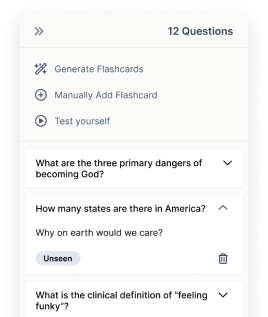 12 Questions
Generate Flashcards
Manually Add Flashcard
Test yourself
What are the three primary dangers of
becoming God?
How many states are there in America?
Why on earth would we care?
Unseen
What is the clinical definition of "feeling
funky"?